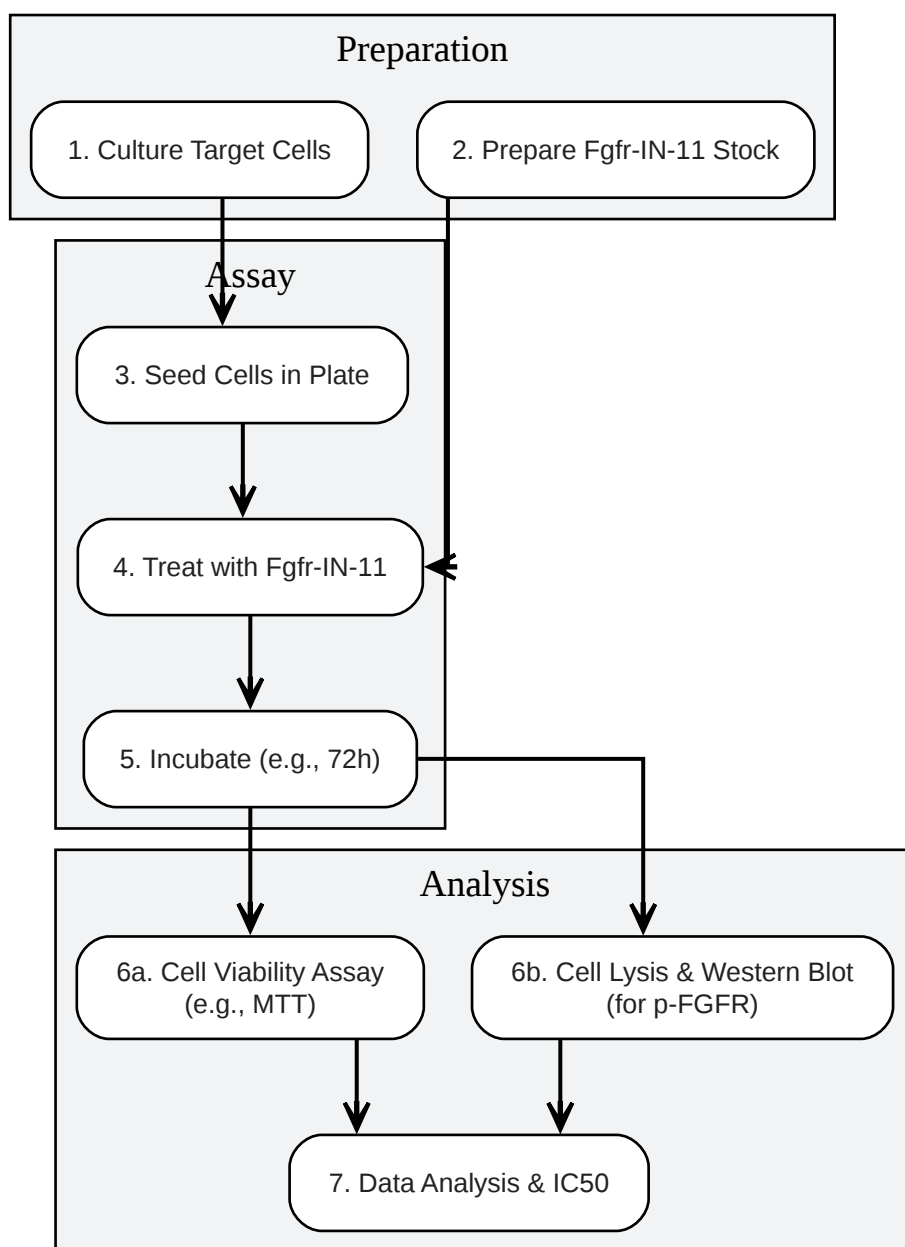 Preparation
1. Culture Target Cells
2. Prepare Fgfr-IN-11 Stock
Assay
3. Seed Cells in Plate
4. Treat with Fgfr-IN-11
5. Incubate (e.g., 72h)
Analysis
6a. Cell Viability Assay
(e.g., MTT)
6b. Cell Lysis & Western Blot
(for p-FGFR)
7. Data Analysis & IC50